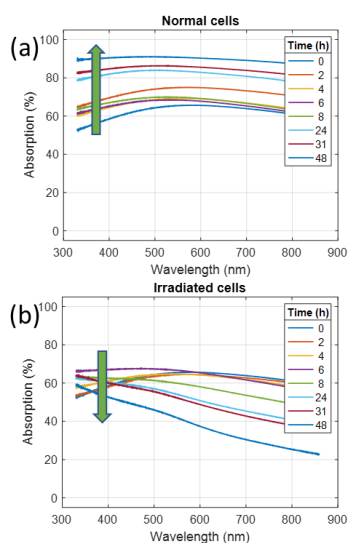 Normal cells
(a)
100
80
60
40
20
0
Absorption (%)
300 400 500 600 700 800 900
Wavelength (nm)
Time (h)
0
2
4
6
8
24
31
48
Irradiated cells
(b)
100
80
60
40
20
0
Absorption (%)
300 400 500 600 700 800 900
Wavelength (nm)
Time (h)
0
2
4
6
8
24
31
48